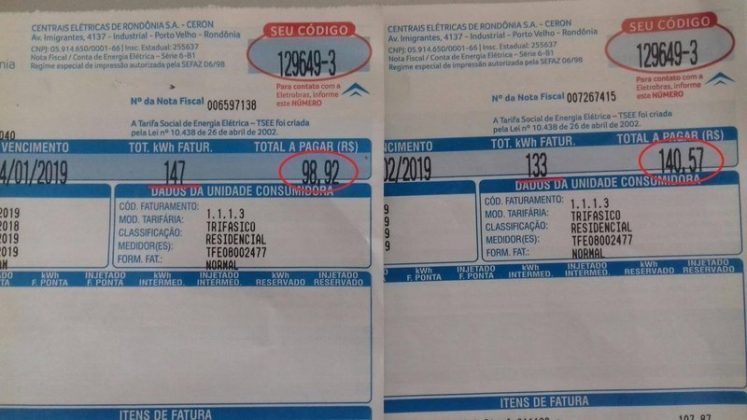 CENTRAIS ELÉTRICAS DE RONDÔNIA S.A. - CERON
Av. Imigrantes, 4137 - Industrial - Porto Velho - Rondônia
CNPJ: 05.914.650/0001-66 | Insc. Estadual: 255637
Nota Fiscal / Conta de Energia Elétrica - Série 6-B1
Regime especial de impressão autorizada pela SEFAZ 06/98
SEU CÓDIGO
129649-3
Para contato com a
Eletrobras, informe
este NÚMERO
Nº da Nota Fiscal 006597138
A Tarifa Social de Energia Elétrica – TSEE foi criada
pela Lei nº 10.438 de 26 de abril de 2002.
VENCIMENTO TOT. kWh FATUR. TOTAL A PAGAR (R$)
4/01/2019 147 98,92
DADOS DA UNIDADE CONSUMIDORA
CÓD. FATURAMENTO: 1.1.1.3
MOD. TARIFÁRIA: TRIFASICO
CLASSIFICAÇÃO: RESIDENCIAL
MEDIDOR(ES): TFE08002477
FORM. FAT.: NORMAL
2019
2018
2019
2019
kWh F. PONTA INJETADO F. PONTA kWh INTERMED. INJETADO INTERMED. kWh RESERVADO INJETADO RESERVADO
ITENS DE FATURA
CENTRAIS ELÉTRICAS DE RONDÔNIA S.A. - CERON
Av. Imigrantes, 4137 - Industrial - Porto Velho - Rondônia
CNPJ: 05.914.650/0001-66 | Insc. Estadual: 255637
Nota Fiscal / Conta de Energia Elétrica - Série 6-B1
Regime especial de impressão autorizada pela SEFAZ 06/98
SEU CÓDIGO
129649-3
Para contato com a
Eletrobras, informe
este NÚMERO
Nº da Nota Fiscal 007267415
A Tarifa Social de Energia Elétrica – TSEE foi criada
pela Lei nº 10.438 de 26 de abril de 2002.
VENCIMENTO TOT. kWh FATUR. TOTAL A PAGAR (R$)
02/2019 133 140,57
DADOS DA UNIDADE CONSUMIDORA
CÓD. FATURAMENTO: 1.1.1.3
MOD. TARIFÁRIA: TRIFASICO
CLASSIFICAÇÃO: RESIDENCIAL
MEDIDOR(ES): TFE08002477
FORM. FAT.: NORMAL
kWh F. PONTA INJETADO F. PONTA kWh INTERMED. INJETADO INTERMED. kWh RESERVADO INJETADO RESERVADO
ITENS DE FATURA